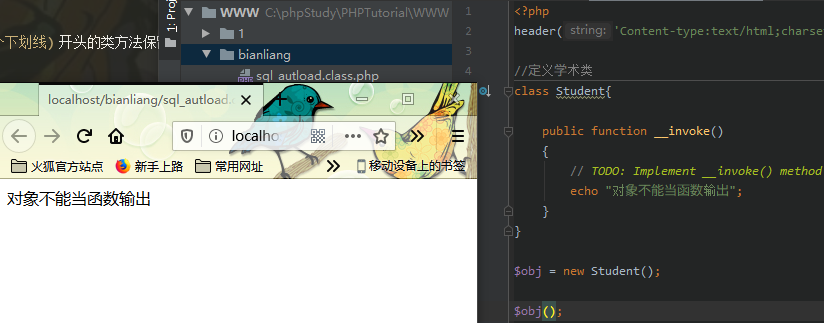 个下划线) 开头的类方法保留
1: Proj
WWW C:\phpStudy\PHPTutorial\WWW
1
bianliang
sql_autload.class.php
localhost/bianliang/sql_autload.c
localho
火狐官方站点 新手上路 常用网址 移动设备上的书签
对象不能当函数输出
1
2
3
4
<?php
header( string: 'Content-type:text/html;charset
//定义学术类
class Student{
public function __invoke()
{
// TODO: Implement __invoke() method
echo "对象不能当函数输出";
}
}
$obj = new Student();
$obj();